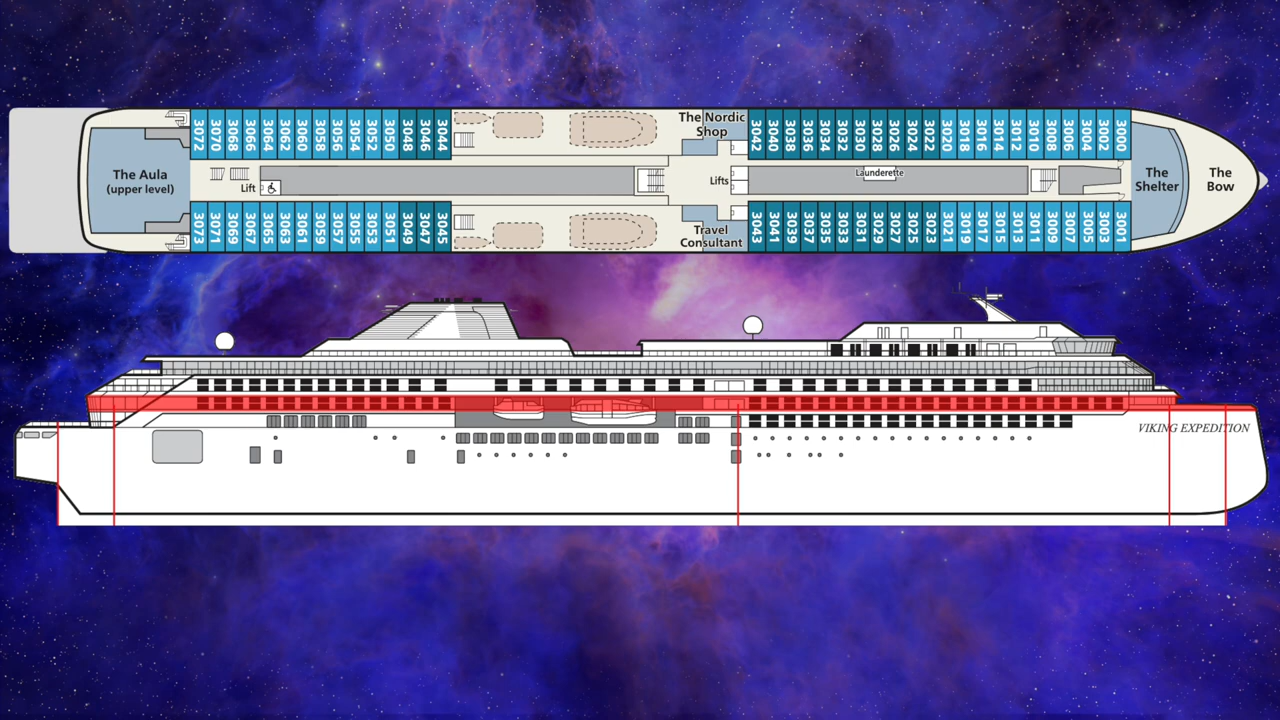 The Nordic
Shop
3072 3070 3068 3066 3064 3062 3060 3058 3056 3054 3052 3050 3048 3046 3044 3042 3040 3038 3036 3034 3032 3030 3028 3026 3024 3022 3020 3018 3016 3014 3012 3010 3008 3006 3004 3002 3000
The Aula
(upper level)
Lift
Lifts
Launderette
The
Shelter
The
Bow
3073 3071 3069 3067 3065 3063 3061 3059 3057 3055 3053 3051 3049 3047 3045 3043 3041 3039 3037 3035 3033 3031 3029 3027 3025 3023 3021 3019 3017 3015 3013 3011 3009 3007 3005 3003 3001
Travel
Consultant
VIKING EXPEDITION